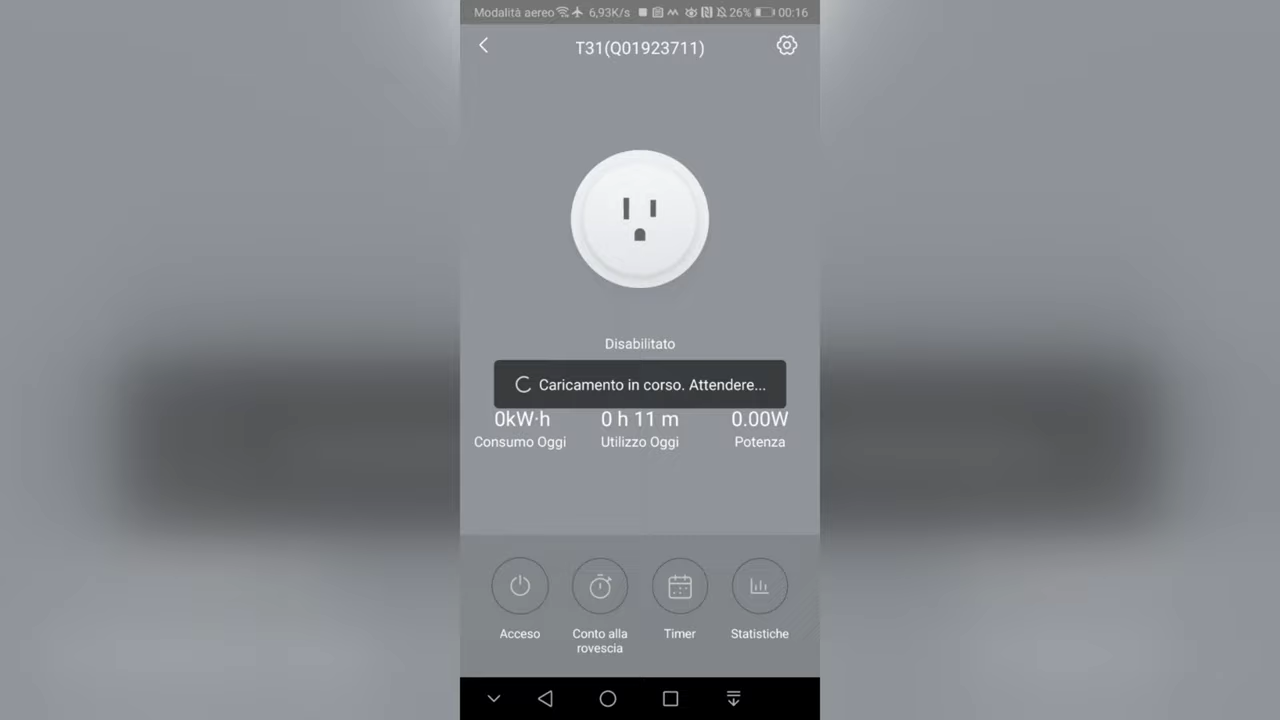 Modalità aereo 6,93K/s 26% 00:16
T31(Q01923711)
Disabilitato
Caricamento in corso. Attendere...
0kW·h 0 h 11 m 0.00W
Consumo Oggi Utilizzo Oggi Potenza
Acceso Conto alla rovescia Timer Statistiche